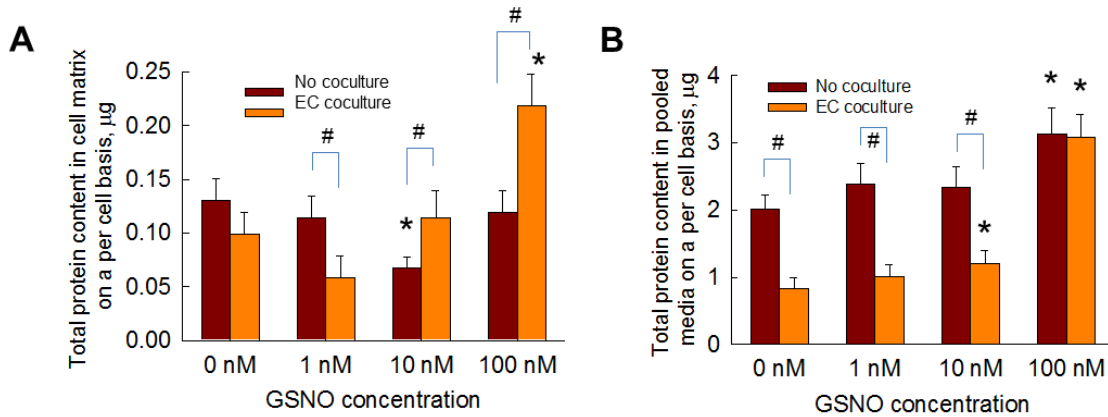 A
Total protein content in cell matrix
on a per cell basis, μg
0.25
0.20
0.15
0.10
0.05
0.00
No coculture
EC coculture
#
#
*
#
*
0 nM
1 nM
10 nM
100 nM
GSNO concentration
B
Total protein content in pooled
media on a per cell basis, μg
4
3
2
1
0
No coculture
EC coculture
#
#
#
*
*
*
0 nM
1 nM
10 nM
100 nM
GSNO concentration